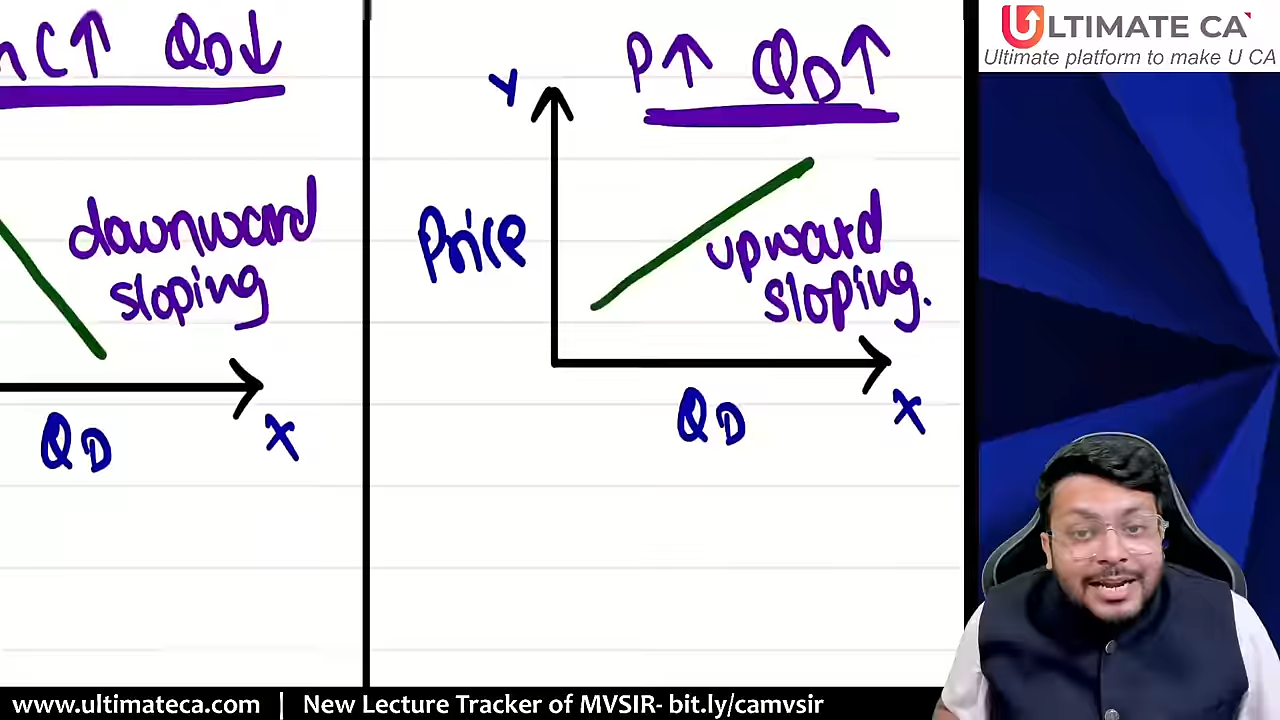 C↑ QD↓
downward
sloping
QD
X
P↑ QD↑
Y
Price
upward
sloping.
QD
X
ULTIMATE CA
Ultimate platform to make U CA
www.ultimateca.com | New Lecture Tracker of MVSIR- bit.ly/camvsir